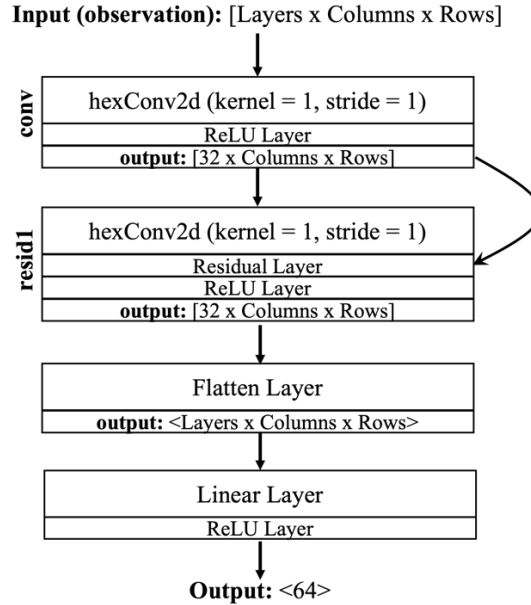 Input (observation): [Layers x Columns x Rows]
conv
hexConv2d (kernel = 1, stride = 1)
ReLU Layer
output: [32 x Columns x Rows]
resid1
hexConv2d (kernel = 1, stride = 1)
Residual Layer
ReLU Layer
output: [32 x Columns x Rows]
Flatten Layer
output: <Layers x Columns x Rows>
Linear Layer
ReLU Layer
Output: <64>